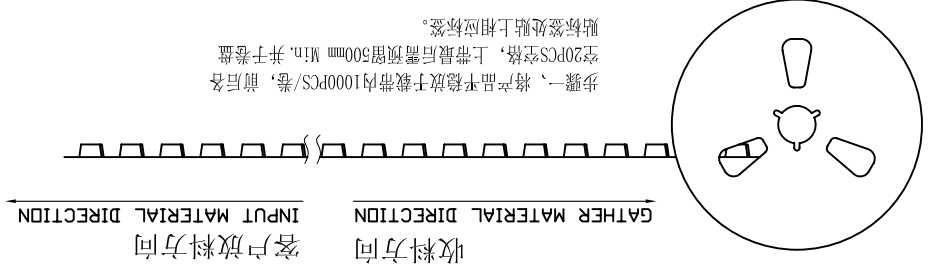 收料方向
客户放料方向
GATHER MATERIAL DIRECTION
INPUT MATERIAL DIRECTION
步骤一、将产品平稳放于载带内1000PCS/卷，前后各
空20PCS空格，上带最后需预留500mm Min.并于卷盘
贴标签处贴上相应标签。